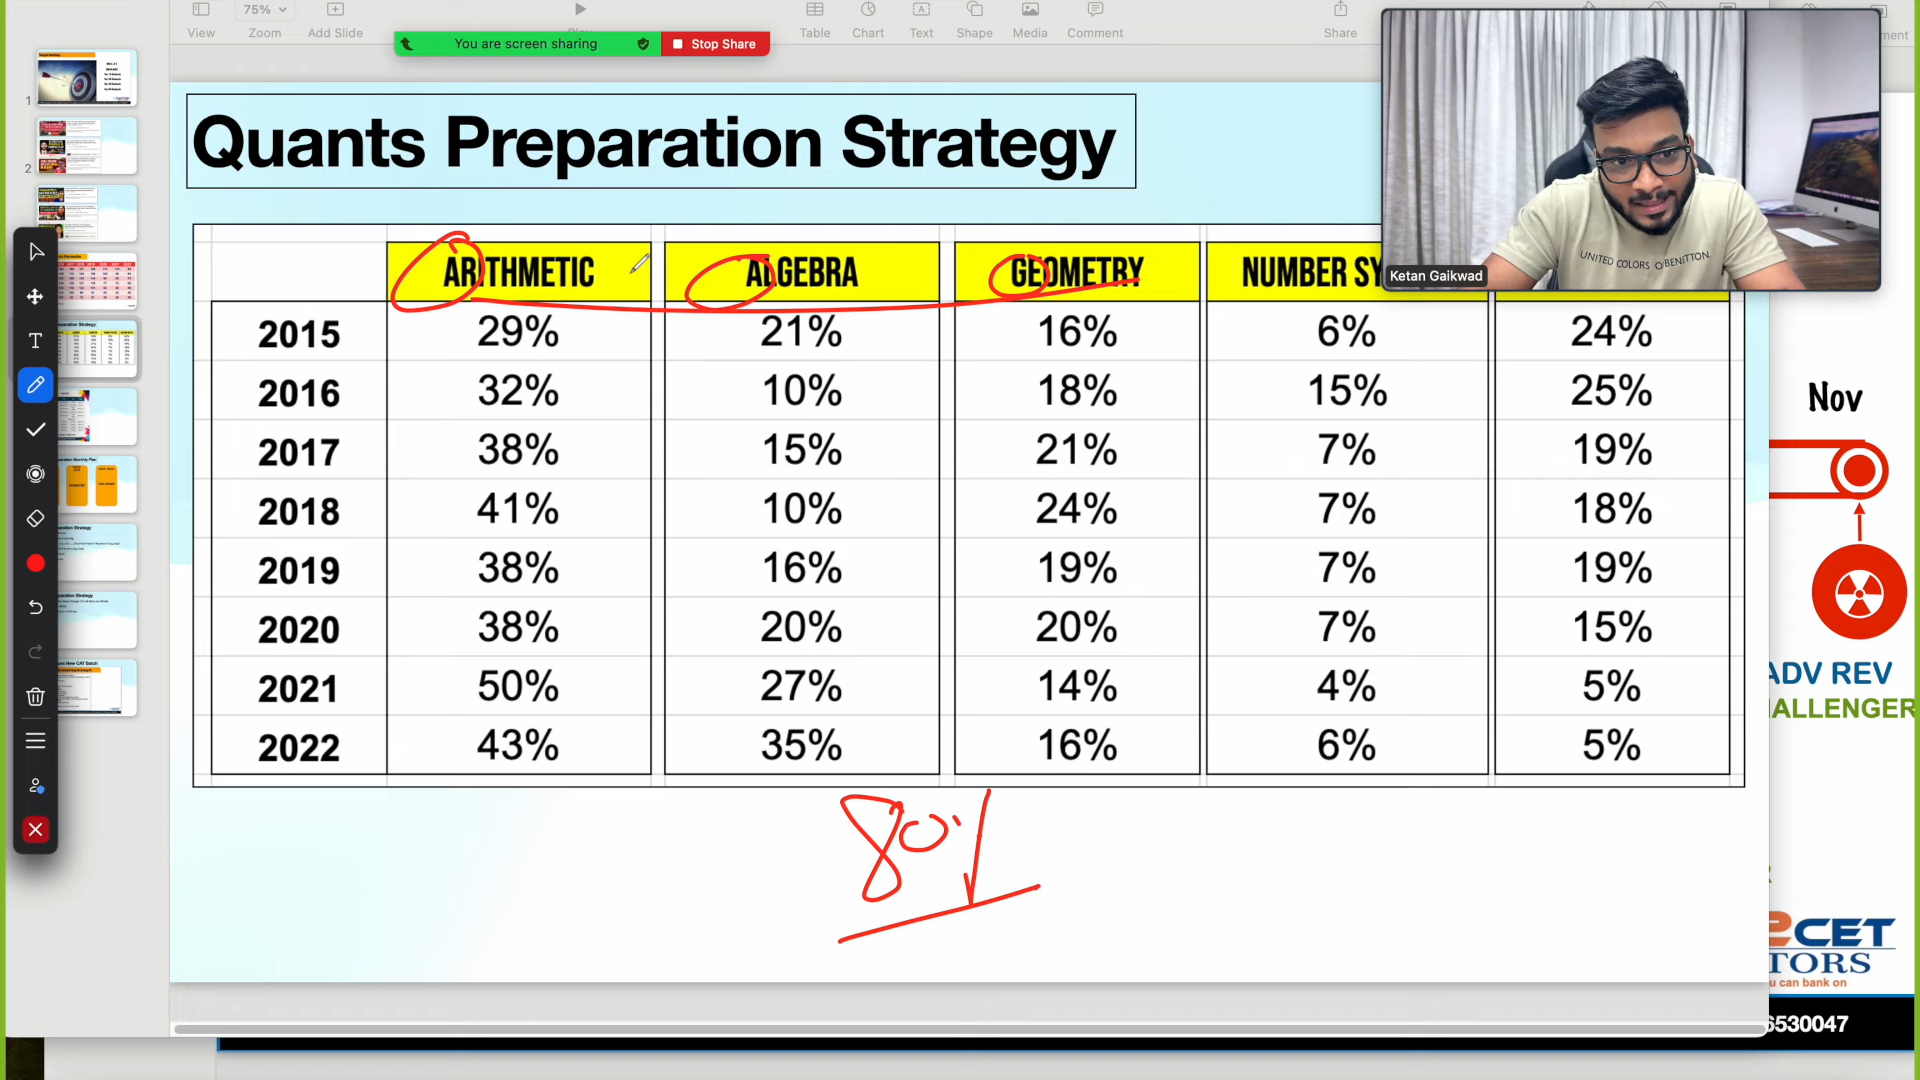 75%
View
Zoom
Add Slide
Table
Chart
Text
Shape
Media
Comment
Share
You are screen sharing
Stop Share
1
2
Quants Preparation Strategy
ARITHMETIC ALGEBRA GEOMETRY NUMBER SY
2015 29% 21% 16% 6% 24%
2016 32% 10% 18% 15% 25%
2017 38% 15% 21% 7% 19%
2018 41% 10% 24% 7% 18%
2019 38% 16% 19% 7% 19%
2020 38% 20% 20% 7% 15%
2021 50% 27% 14% 4% 5%
2022 43% 35% 16% 6% 5%
80%
Ketan Gaikwad
UNITED COLORS OF BENETTON.
Nov
ADV REV
ALLENGER
2CET
TORS
u can bank on
6530047